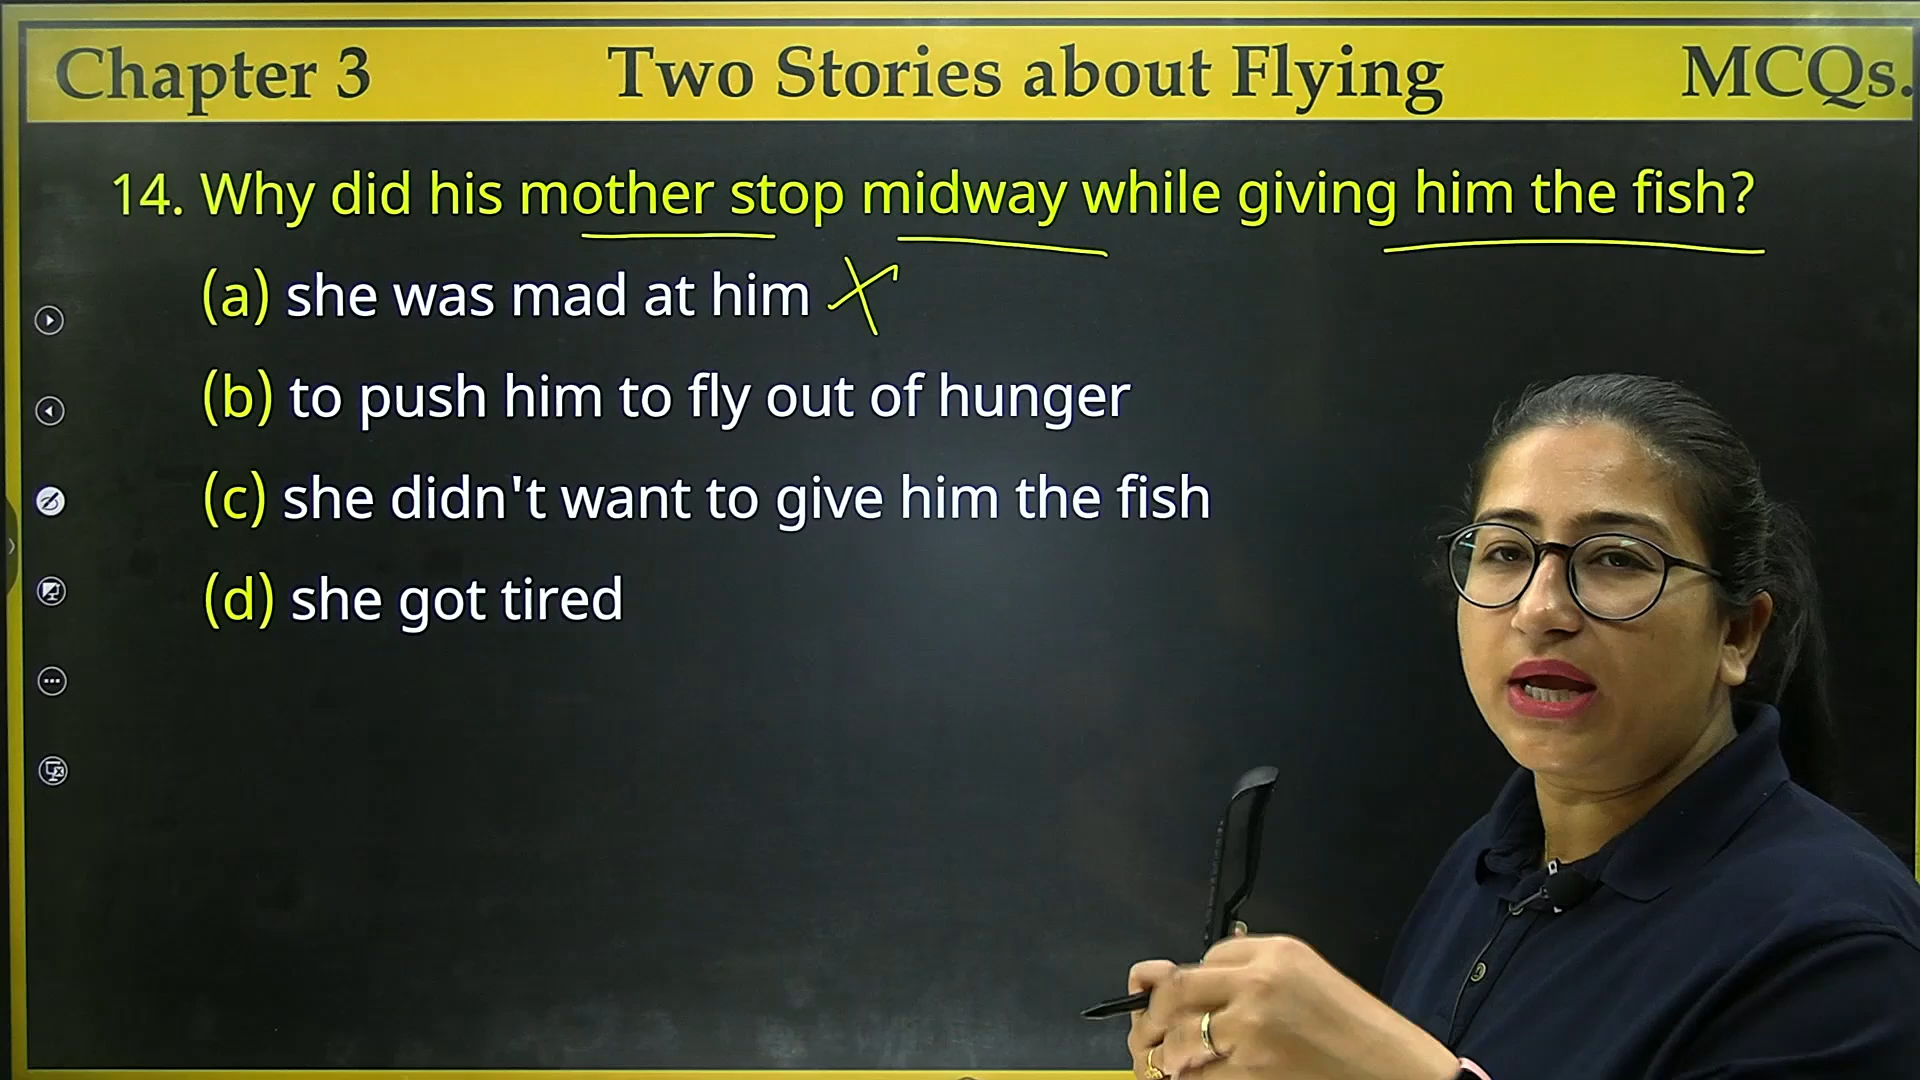 Chapter 3 Two Stories about Flying MCQs.
14. Why did his mother stop midway while giving him the fish?
(a) she was mad at him
(b) to push him to fly out of hunger
(c) she didn't want to give him the fish
(d) she got tired